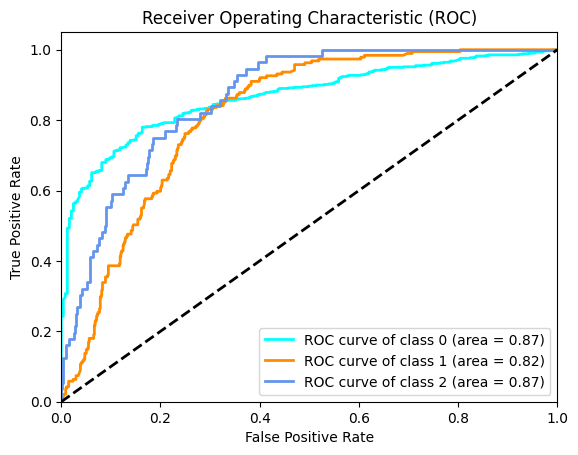 Receiver Operating Characteristic (ROC)
True Positive Rate
1.0
0.8
0.6
0.4
0.2
0.0
ROC curve of class 0 (area = 0.87)
ROC curve of class 1 (area = 0.82)
ROC curve of class 2 (area = 0.87)
0.0 0.2 0.4 0.6 0.8 1.0
False Positive Rate